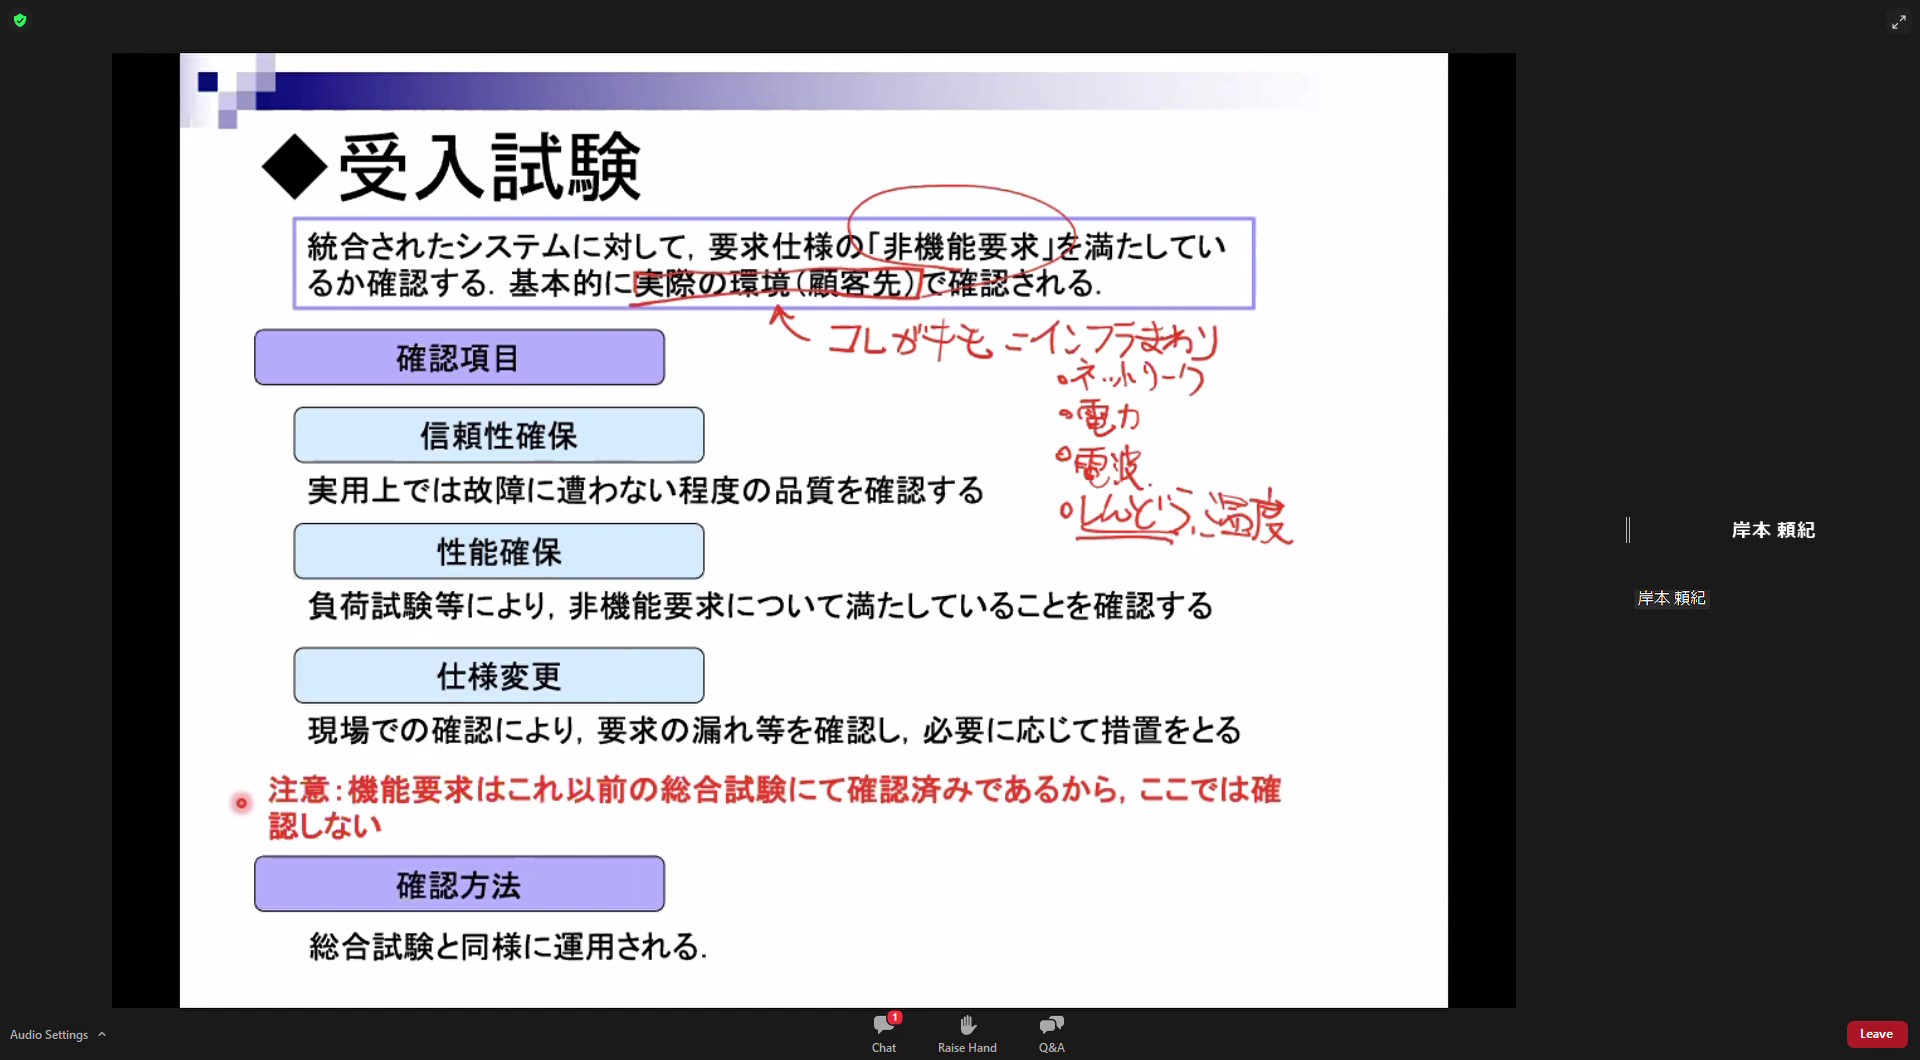 ◆受入試験
統合されたシステムに対して, 要求仕様の「非機能要求」を満たしてい
るか確認する. 基本的に実際の環境(顧客先)で確認される.
コレがキモ =インフラまわり
・ネットワーク
・電力
・電波.
・しんどう、温度
確認項目
信頼性確保
実用上では故障に遭わない程度の品質を確認する
性能確保
負荷試験等により, 非機能要求について満たしていることを確認する
仕様変更
現場での確認により, 要求の漏れ等を確認し, 必要に応じて措置をとる
注意:機能要求はこれ以前の総合試験にて確認済みであるから, ここでは確
認しない
確認方法
総合試験と同様に運用される.
岸本 頼紀
岸本 頼紀
Audio Settings
1
Chat
Raise Hand
Q&A
Leave